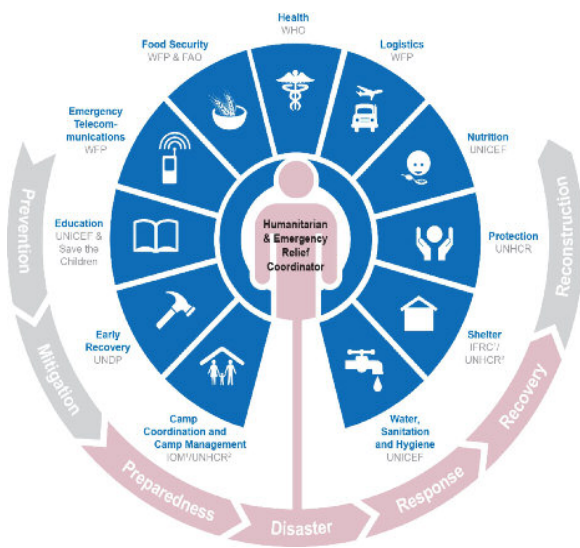 Health
WHO
Food Security
WFP & FAO
Logistics
WFP
Emergency
Telecom-
munications
WFP
Nutrition
UNICEF
Education
UNICEF &
Save the
Children
Humanitarian
& Emergency
Relief
Coordinator
Protection
UNHCR
Early
Recovery
UNDP
Shelter
IFRC¹/
UNHCR²
Camp
Coordination and
Camp Management
IOM¹/UNHCR²
Water,
Sanitation
and Hygiene
UNICEF
Prevention
Mitigation
Preparedness
Disaster
Response
Recovery
Reconstruction